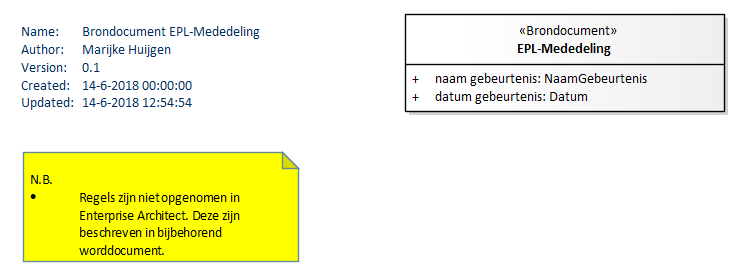 Name: Brondocument EPL-Mededeling
Author: Marijke Huijgen
Version: 0.1
Created: 14-6-2018 00:00:00
Updated: 14-6-2018 12:54:54
«Brondocument»
EPL-Mededeling
+ naam gebeurtenis: NaamGebeurtenis
+ datum gebeurtenis: Datum
N.B.
• Regels zijn niet opgenomen in
Enterprise Architect. Deze zijn
beschreven in bijbehorend
worddocument.